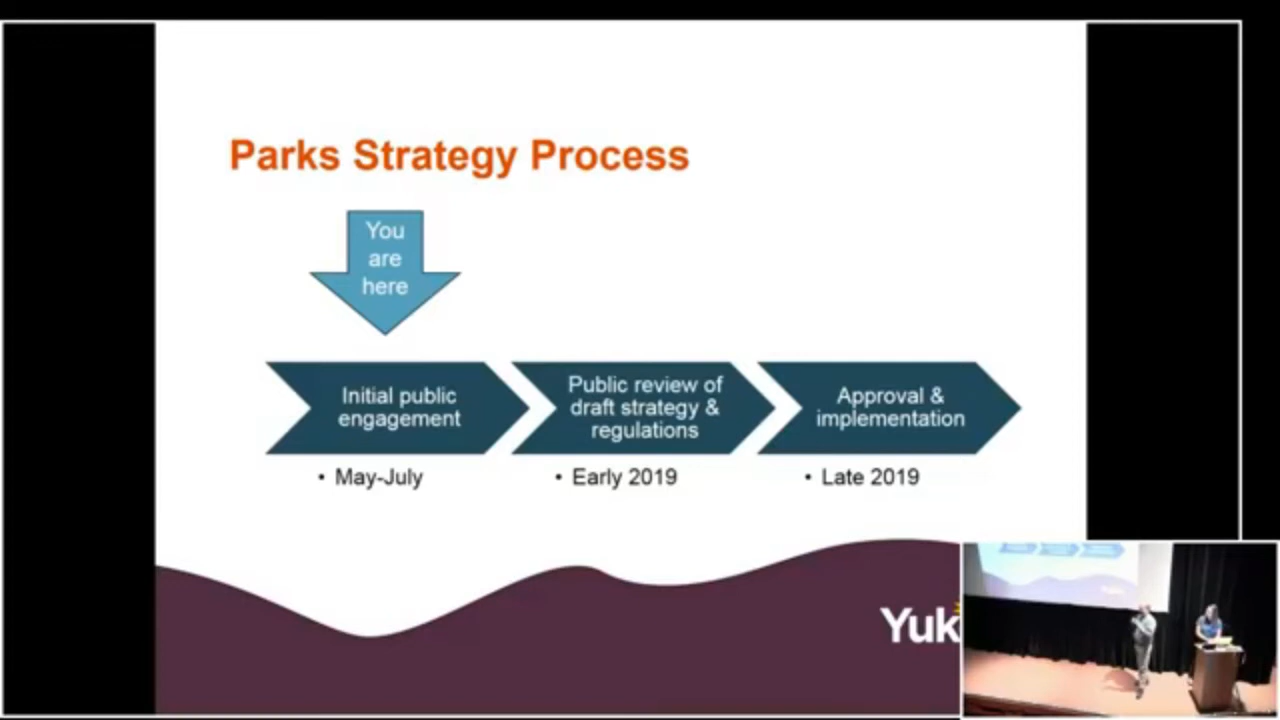 Parks Strategy Process
You
are
here
Initial public
engagement
Public review of
draft strategy &
regulations
Approval &
implementation
• May-July
• Early 2019
• Late 2019
Yuk